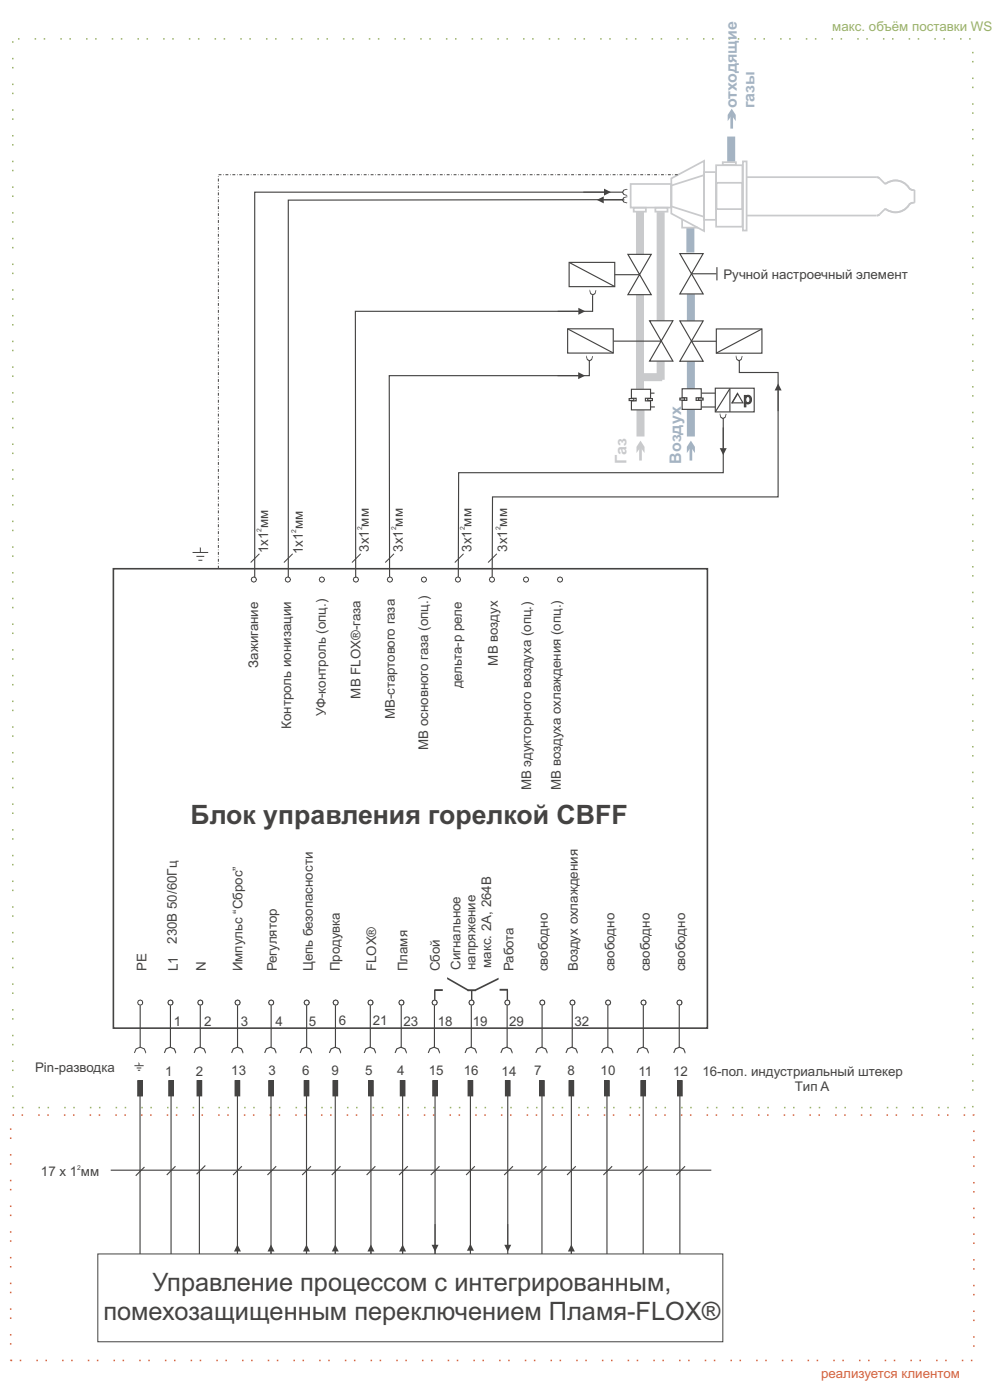 макс. объём поставки WS
отходящие
газы
Ручной настроечный элемент
Δp
Газ
Воздух
1x1²мм
1x1²мм
3x1²мм
3x1²мм
3x1²мм
3x1²мм
Зажигание
Контроль ионизации
УФ-контроль (опц.)
МВ FLOX®-газа
МВ-стартового газа
МВ основного газа (опц.)
дельта-р реле
МВ воздух
МВ эдукторного воздуха (опц.)
МВ воздуха охлаждения (опц.)
Блок управления горелкой CBFF
PE
L1 230В 50/60Гц
N
Импульс “Сброс”
Регулятор
Цепь безопасности
Продувка
FLOX®
Пламя
Сбой
Сигнальное
напряжение
макс. 2А, 264В
Работа
свободно
Воздух охлаждения
свободно
свободно
свободно
1 2 3 4 5 6 21 23 18 19 29 32
Pin-разводка
1 2 13 3 6 9 5 4 15 16 14 7 8 10 11 12
16-пол. индустриальный штекер
Тип А
17 x 1²мм
Управление процессом с интегрированным,
помехозащищенным переключением Пламя-FLOX®
реализуется клиентом